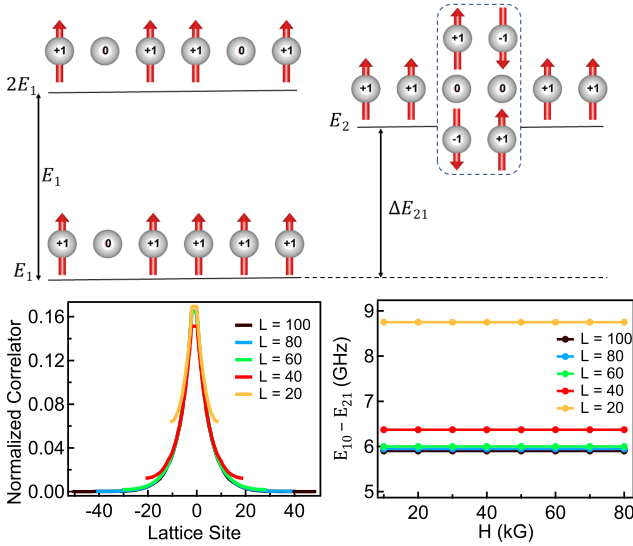 +1 0 +1 +1 0 +1
2E₁
E₁
+1 0 +1 +1 +1 +1
E₁
+1 -1
+1 +1 0 0 +1 +1
E₂
-1 +1
ΔE₂₁
Normalized Correlator
0.16
0.12
0.08
0.04
0.00
L = 100
L = 80
L = 60
L = 40
L = 20
-40 -20 0 20 40
Lattice Site
E₁₀ − E₂₁ (GHz)
9
8
7
6
5
L = 100
L = 80
L = 60
L = 40
L = 20
20 40 60 80
H (kG)